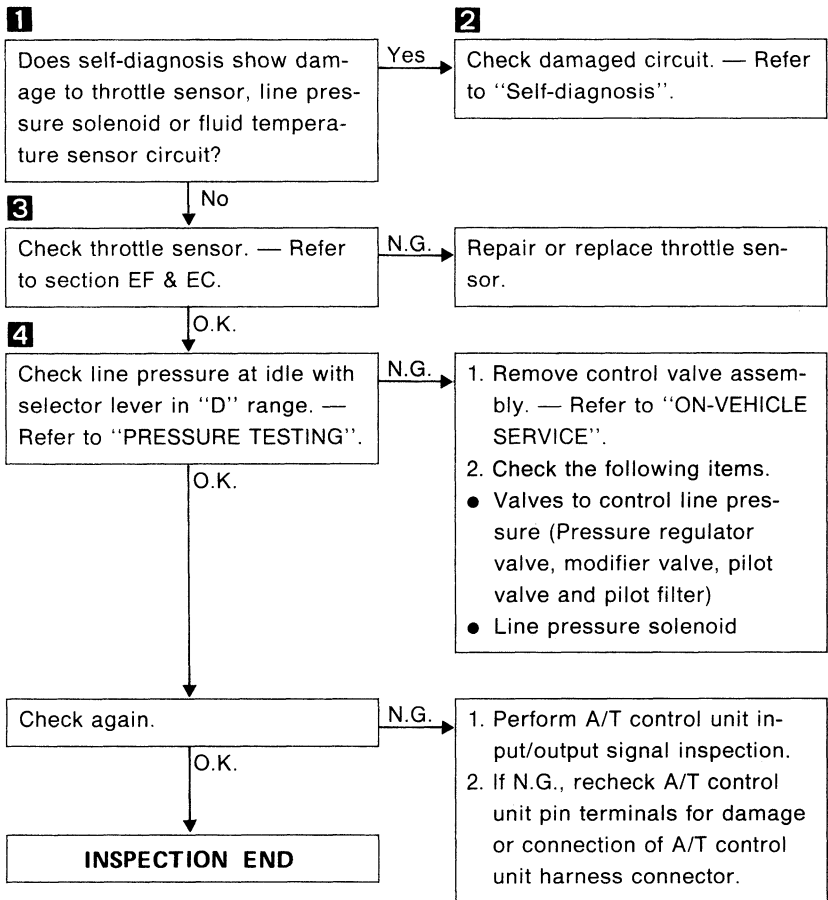 1
Does self-diagnosis show dam-
age to throttle sensor, line pres-
sure solenoid or fluid tempera-
ture sensor circuit?
Yes
2
Check damaged circuit. — Refer
to "Self-diagnosis".
No
3
Check throttle sensor. — Refer
to section EF & EC.
N.G.
Repair or replace throttle sen-
sor.
O.K.
4
Check line pressure at idle with
selector lever in "D" range. —
Refer to "PRESSURE TESTING".
N.G.
1. Remove control valve assem-
bly. — Refer to "ON-VEHICLE
SERVICE".
2. Check the following items.
● Valves to control line pres-
sure (Pressure regulator
valve, modifier valve, pilot
valve and pilot filter)
● Line pressure solenoid
O.K.
Check again.
N.G.
1. Perform A/T control unit in-
put/output signal inspection.
2. If N.G., recheck A/T control
unit pin terminals for damage
or connection of A/T control
unit harness connector.
O.K.
INSPECTION END